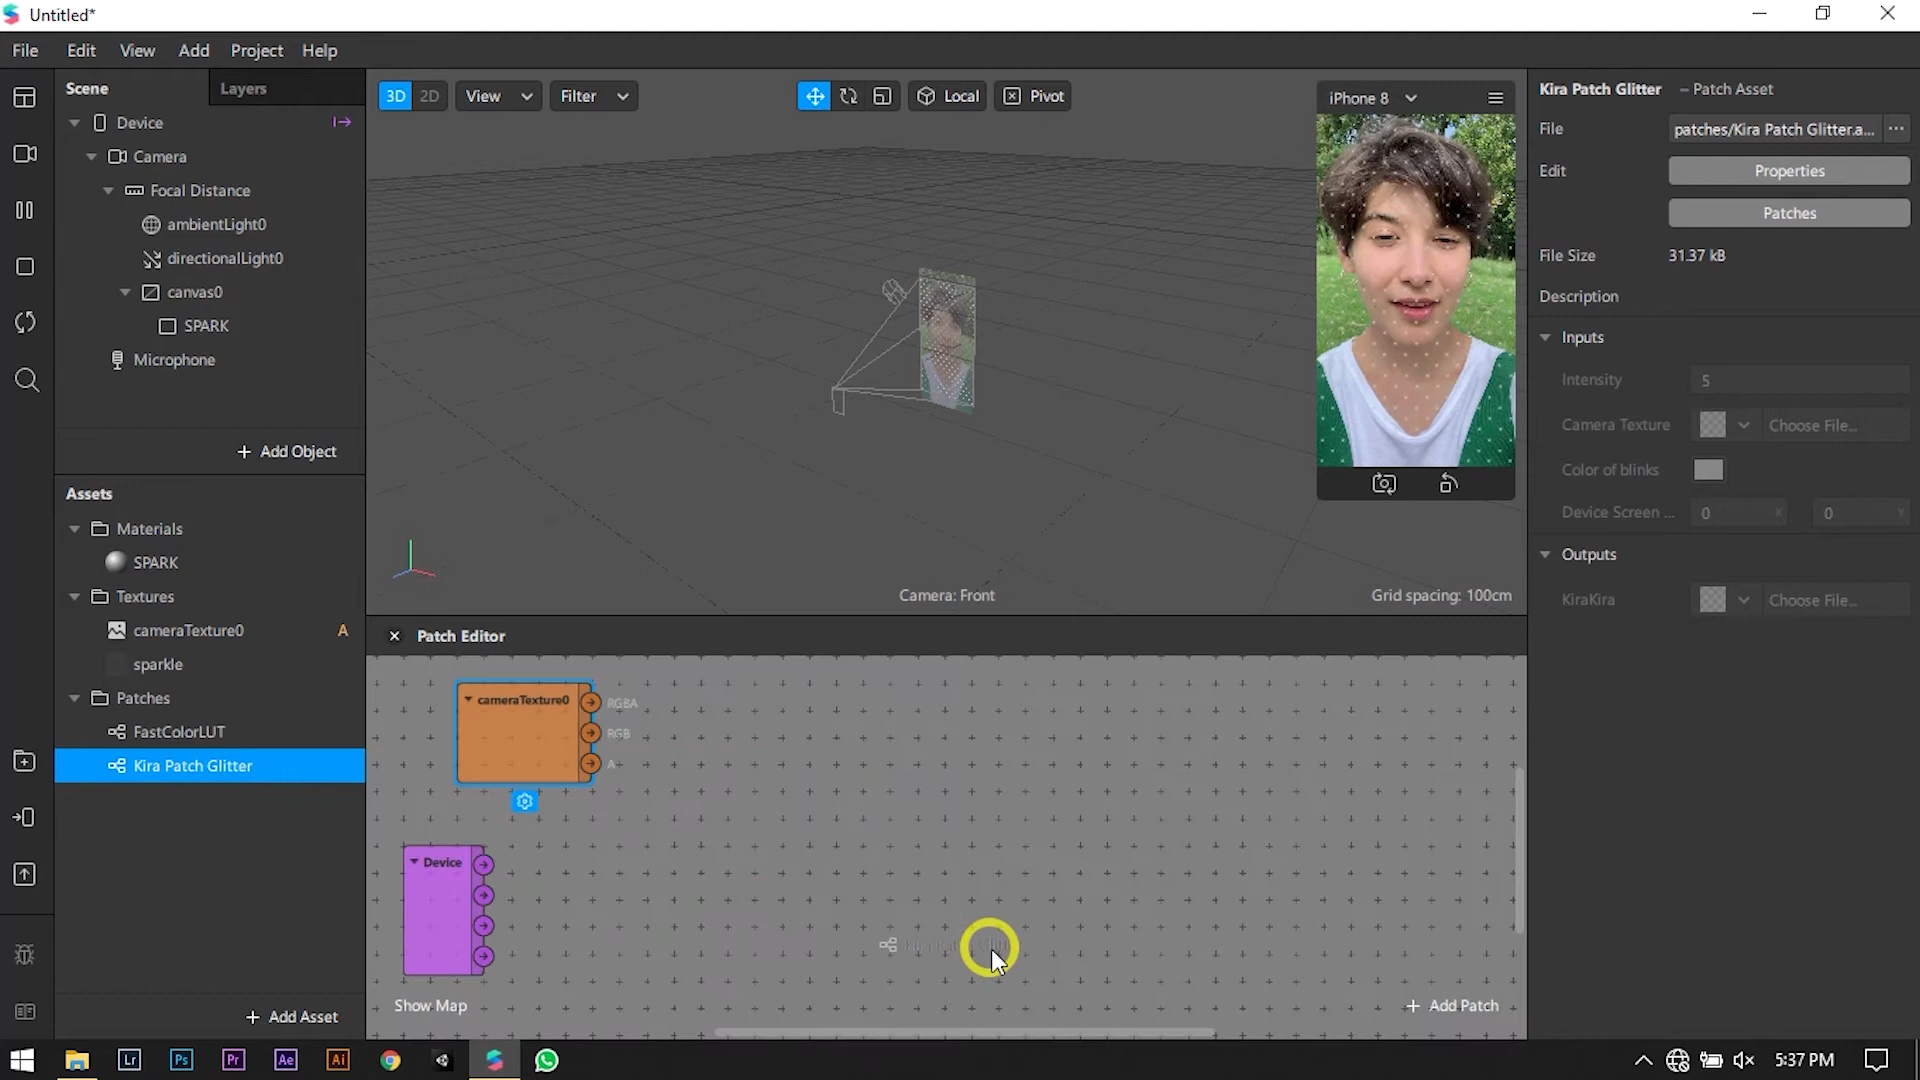 Untitled*
File Edit View Add Project Help
Scene Layers
Device
Camera
Focal Distance
ambientLight0
directionalLight0
canvas0
SPARK
Microphone
+ Add Object
Assets
Materials
SPARK
Textures
cameraTexture0 A
sparkle
Patches
FastColorLUT
Kira Patch Glitter
+ Add Asset
3D 2D View Filter Local Pivot
iPhone 8
Camera: Front
Grid spacing: 100cm
Patch Editor
cameraTexture0
RGBA
RGB
A
Device
Show Map
+ Add Patch
Kira Patch Glitter – Patch Asset
File patches/Kira Patch Glitter.a... ...
Edit Properties
Patches
File Size 31.37 kB
Description
Inputs
Intensity 5
Camera Texture Choose File...
Color of blinks
Device Screen ... 0 X 0 Y
Outputs
KiraKira Choose File...
Lr Ps Pr Ae Ai
5:37 PM